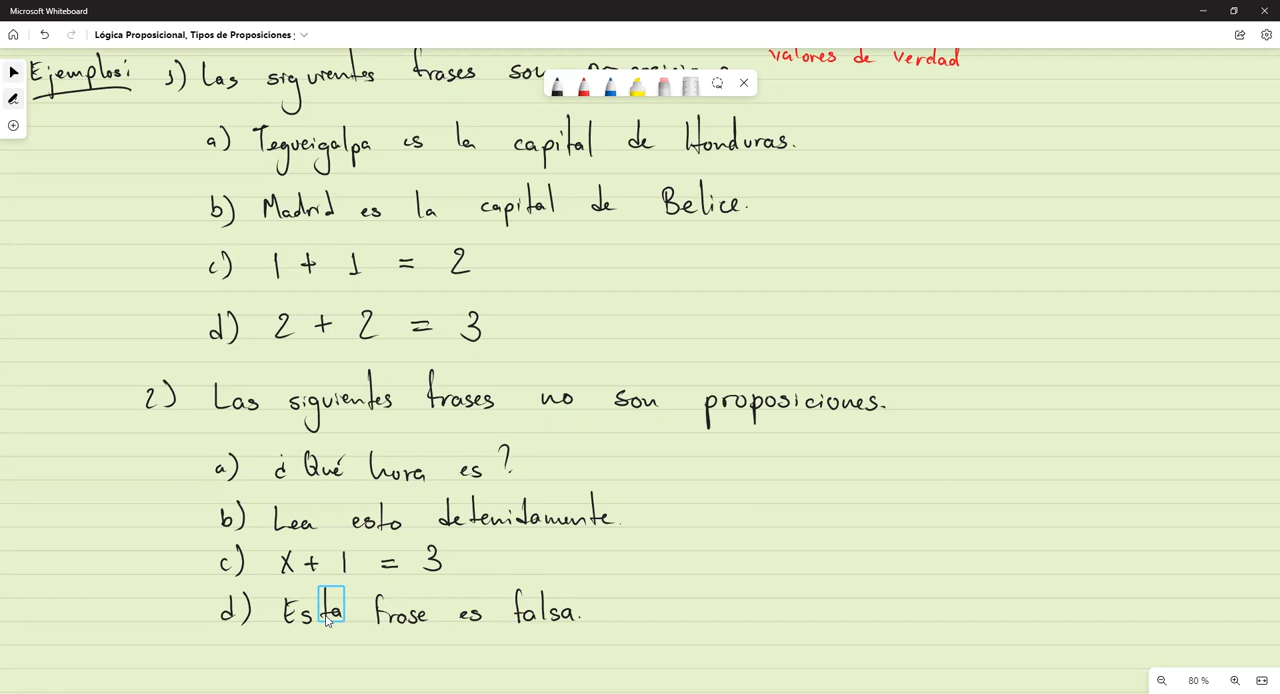 Microsoft Whiteboard
Lógica Proposicional, Tipos de Proposiciones
valores de verdad
Ejemplos: 1) Las siguientes frases son
a) Tegucigalpa es la capital de Honduras.
b) Madrid es la capital de Belice.
c) 1 + 1 = 2
d) 2 + 2 = 3
2) Las siguientes frases no son proposiciones.
a) ¿Qué hora es?
b) Lea esto detenidamente.
c) x + 1 = 3
d) Esta frase es falsa.
80 %